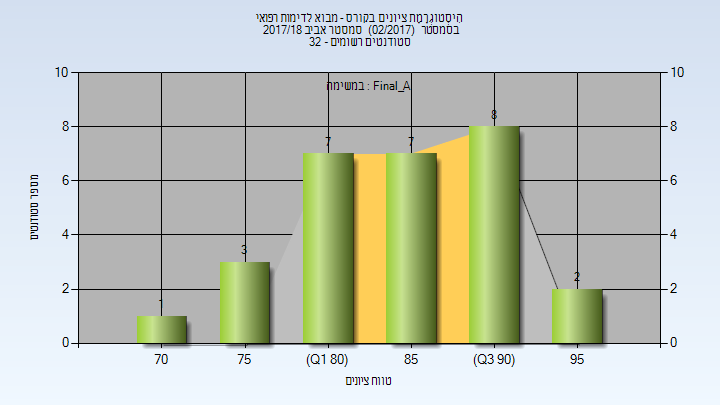 היסטוגרמת ציונים בקורס - מבוא לדימות רפואי
בסמסטר (02/2017) סמסטר אביב 2017/18
סטודנטים רשומים - 32
במשימה : Final_A
10 10
8 8
6 6
4 4
2 2
0 0
1 3 7 7 8 2
מספר סטודנטים
70 75 (Q1 80) 85 (Q3 90) 95
טווח ציונים